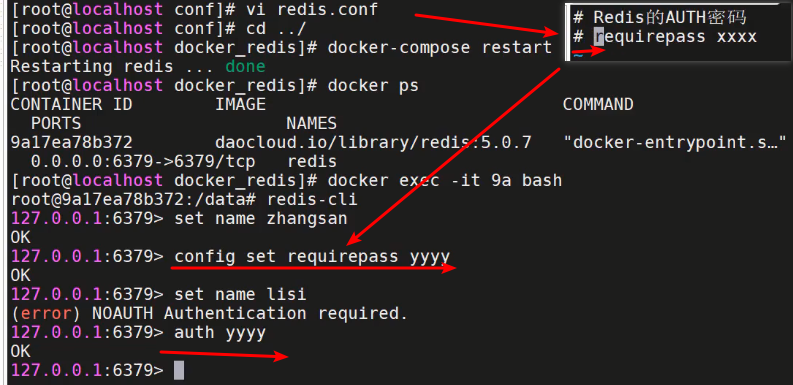 [root@localhost conf]# vi redis.conf
[root@localhost conf]# cd ../
[root@localhost docker_redis]# docker-compose restart
Restarting redis ... done
[root@localhost docker_redis]# docker ps
CONTAINER ID        IMAGE                              COMMAND
  PORTS                      NAMES
9a17ea78b372        daocloud.io/library/redis:5.0.7   "docker-entrypoint.s…"
  0.0.0.0:6379->6379/tcp   redis
[root@localhost docker_redis]# docker exec -it 9a bash
root@9a17ea78b372:/data# redis-cli
127.0.0.1:6379> set name zhangsan
OK
127.0.0.1:6379> config set requirepass yyyy
OK
127.0.0.1:6379> set name lisi
(error) NOAUTH Authentication required.
127.0.0.1:6379> auth yyyy
OK
127.0.0.1:6379>
# Redis的AUTH密码
# requirepass xxxx
~